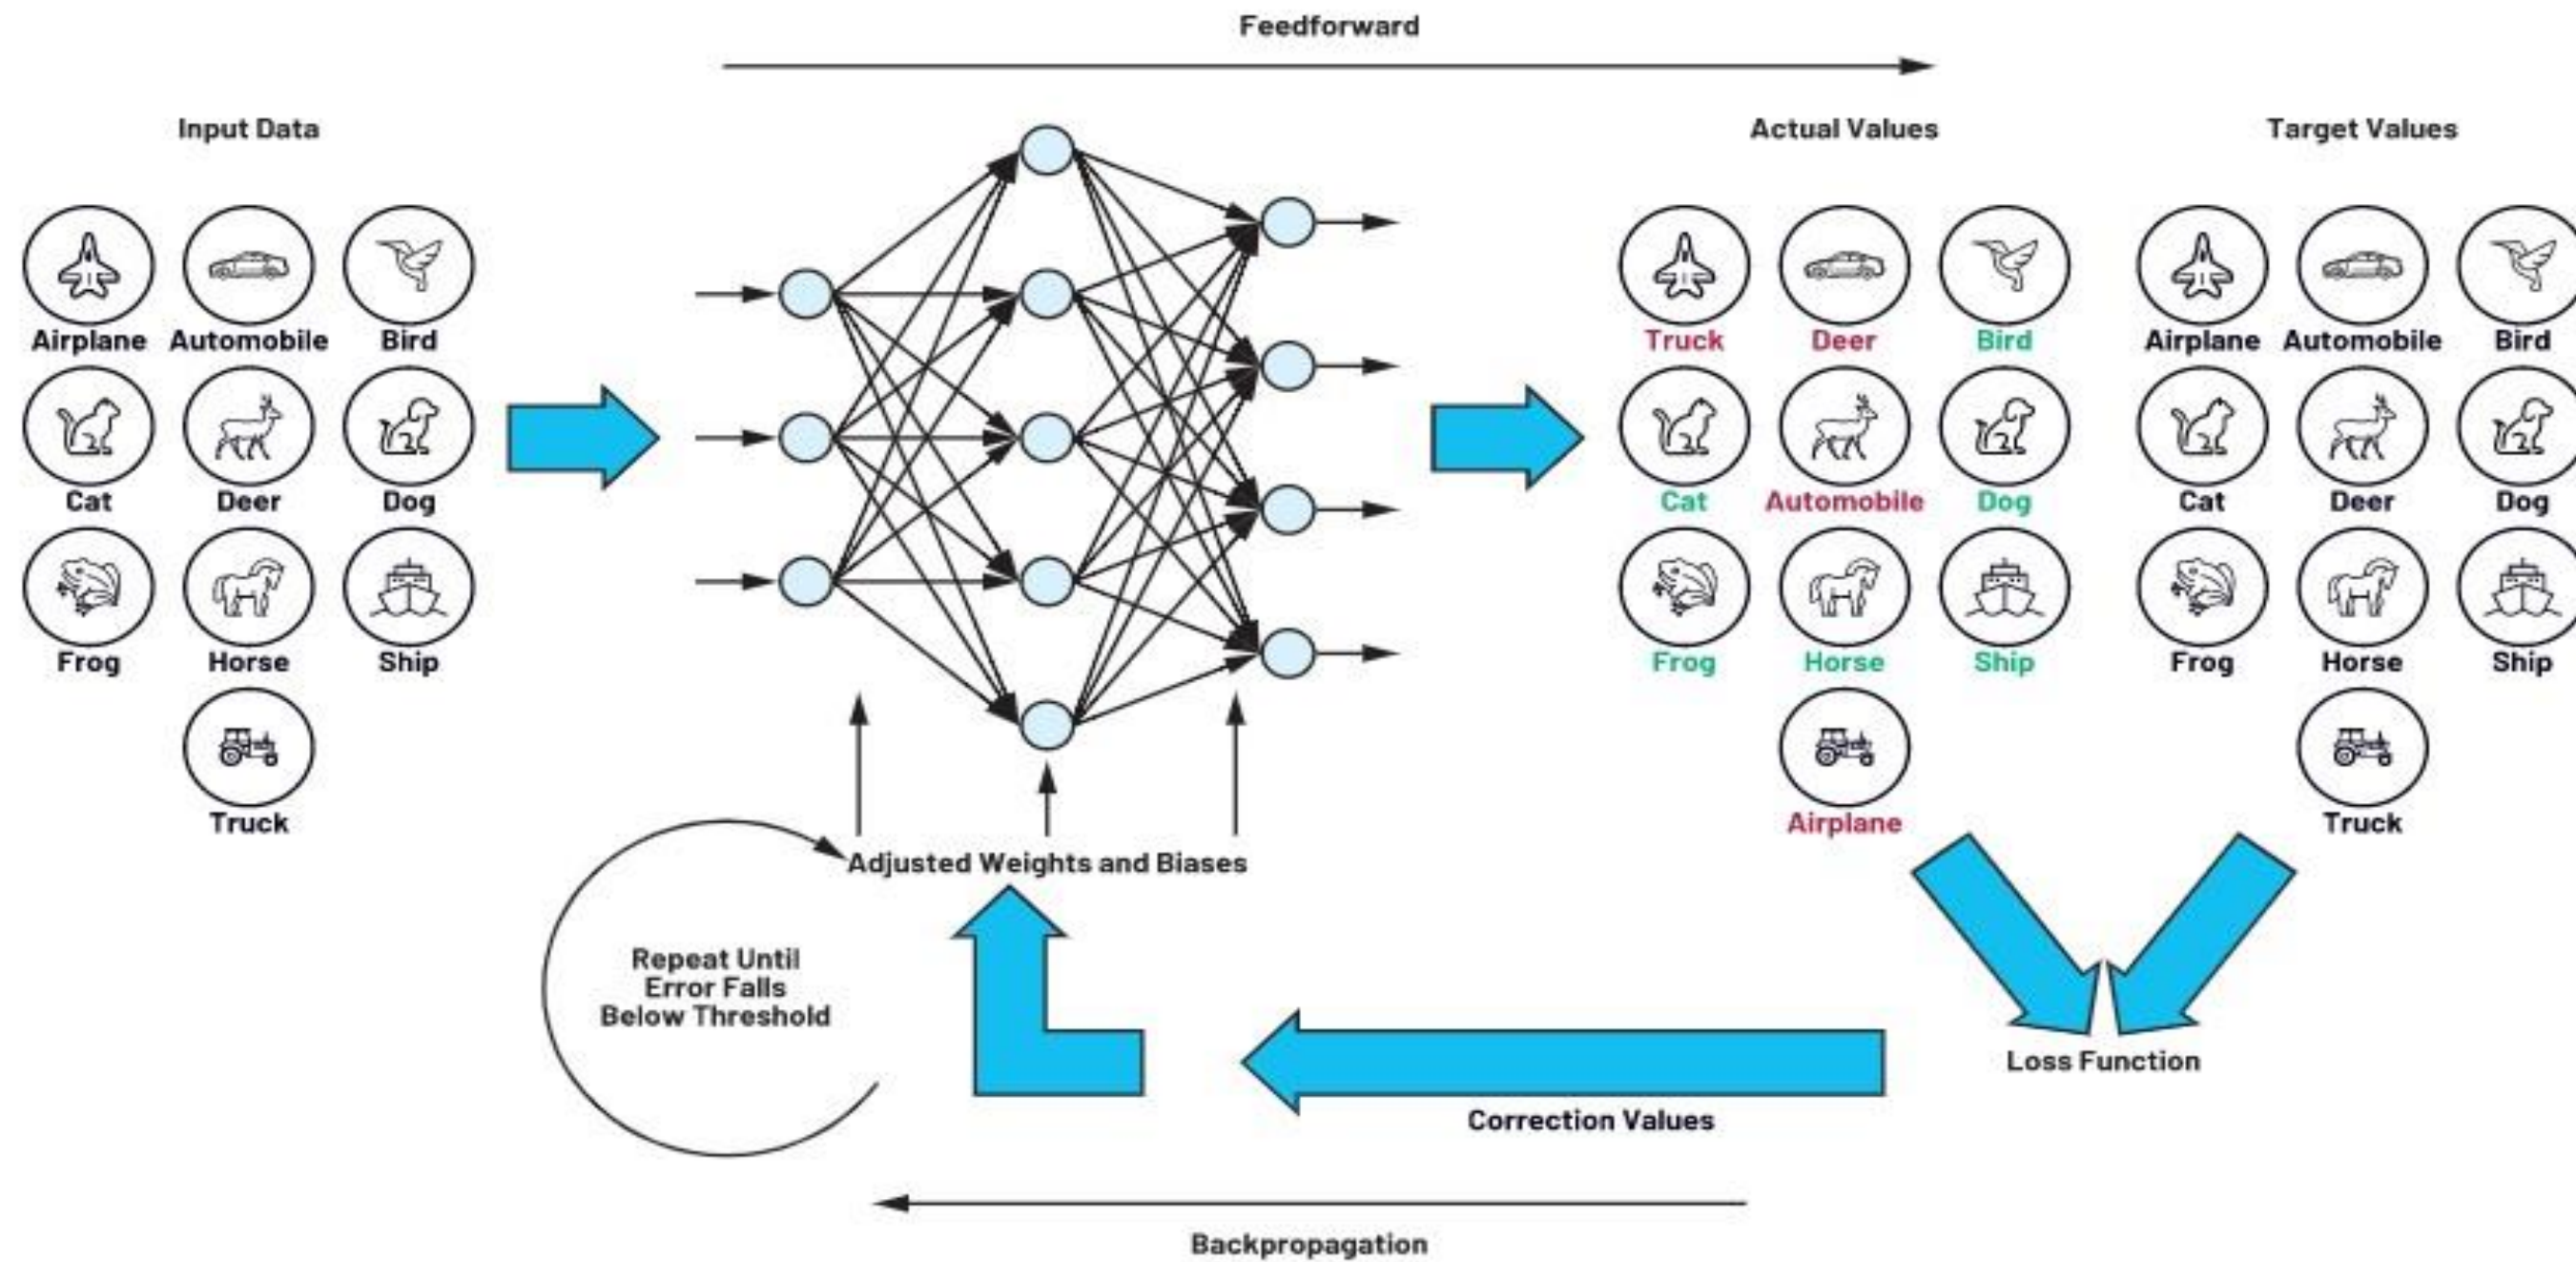 Feedforward
Input Data
Actual Values
Target Values
Airplane Automobile Bird
Truck Deer Bird
Airplane Automobile Bird
Cat Deer Dog
Cat Automobile Dog
Cat Deer Dog
Frog Horse Ship
Frog Horse Ship
Frog Horse Ship
Truck
Airplane
Truck
Adjusted Weights and Biases
Repeat Until
Error Falls
Below Threshold
Loss Function
Correction Values
Backpropagation